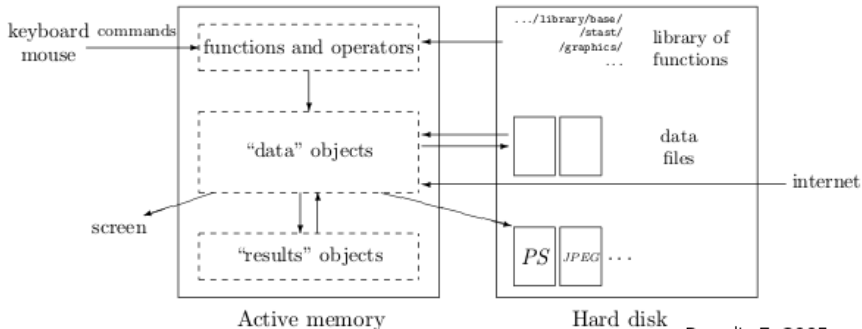 keyboard
mouse
commands
functions and operators
.../library/base/
/stast/
/graphics/
...
library of
functions
“data” objects
data
files
internet
screen
“results” objects
PS
JPEG
...
Active memory
Hard disk